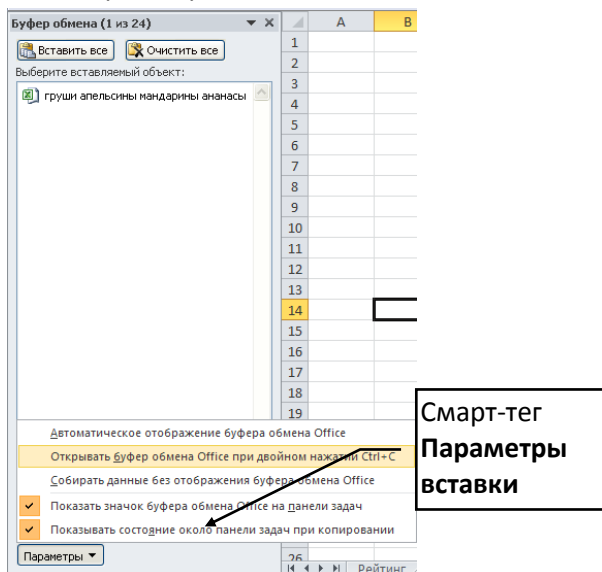 Буфер обмена (1 из 24)
Вставить все
Очистить все
Выберите вставляемый объект:
груши апельсины мандарины ананасы
A
B
1
2
3
4
5
6
7
8
9
10
11
12
13
14
15
16
17
18
19
Автоматическое отображение буфера обмена Office
Открывать буфер обмена Office при двойном нажатии Ctrl+C
Собирать данные без отображения буфера обмена Office
Показать значок буфера обмена Office на панели задач
Показывать состояние около панели задач при копировании
Параметры
26
Рейтинг
Смарт-тег
Параметры
вставки